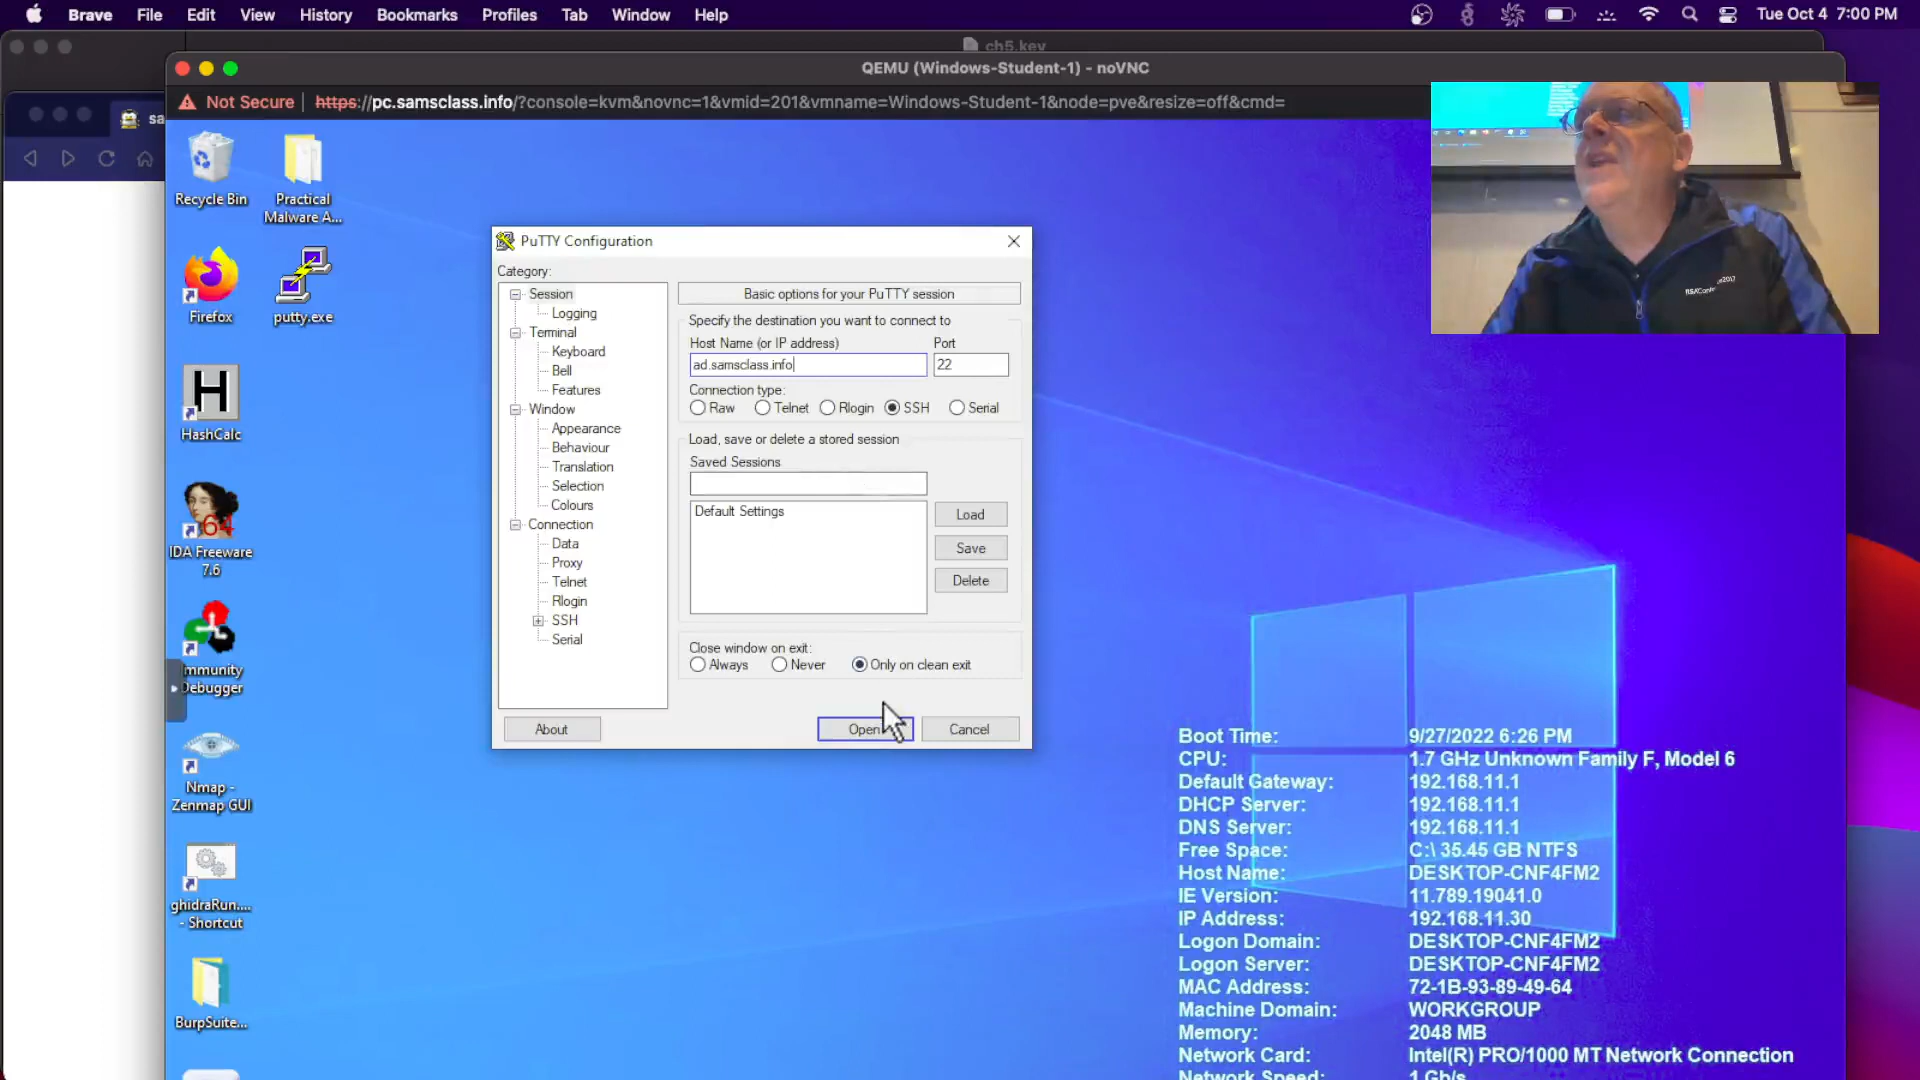 Brave File Edit View History Bookmarks Profiles Tab Window Help
Tue Oct 4 7:00 PM
ch5.key
QEMU (Windows-Student-1) - noVNC
Not Secure https://pc.samsclass.info/?console=kvm&novnc=1&vmid=201&vmname=Windows-Student-1&node=pve&resize=off&cmd=
sa
Recycle Bin
Practical
Malware A...
Firefox
putty.exe
HashCalc
64
IDA Freeware
7.6
Immunity
Debugger
Nmap -
Zenmap GUI
ghidraRun....
- Shortcut
BurpSuite...
PuTTY Configuration
Category:
Session
Logging
Terminal
Keyboard
Bell
Features
Window
Appearance
Behaviour
Translation
Selection
Colours
Connection
Data
Proxy
Telnet
Rlogin
SSH
Serial
Basic options for your PuTTY session
Specify the destination you want to connect to
Host Name (or IP address) Port
ad.samsclass.info 22
Connection type:
Raw Telnet Rlogin SSH Serial
Load, save or delete a stored session
Saved Sessions
Default Settings
Load
Save
Delete
Close window on exit:
Always Never Only on clean exit
About Open Cancel
Boot Time: 9/27/2022 6:26 PM
CPU: 1.7 GHz Unknown Family F, Model 6
Default Gateway: 192.168.11.1
DHCP Server: 192.168.11.1
DNS Server: 192.168.11.1
Free Space: C:\ 35.45 GB NTFS
Host Name: DESKTOP-CNF4FM2
IE Version: 11.789.19041.0
IP Address: 192.168.11.30
Logon Domain: DESKTOP-CNF4FM2
Logon Server: DESKTOP-CNF4FM2
MAC Address: 72-1B-93-89-49-64
Machine Domain: WORKGROUP
Memory: 2048 MB
Network Card: Intel(R) PRO/1000 MT Network Connection
Network Speed: 1 Gb/s